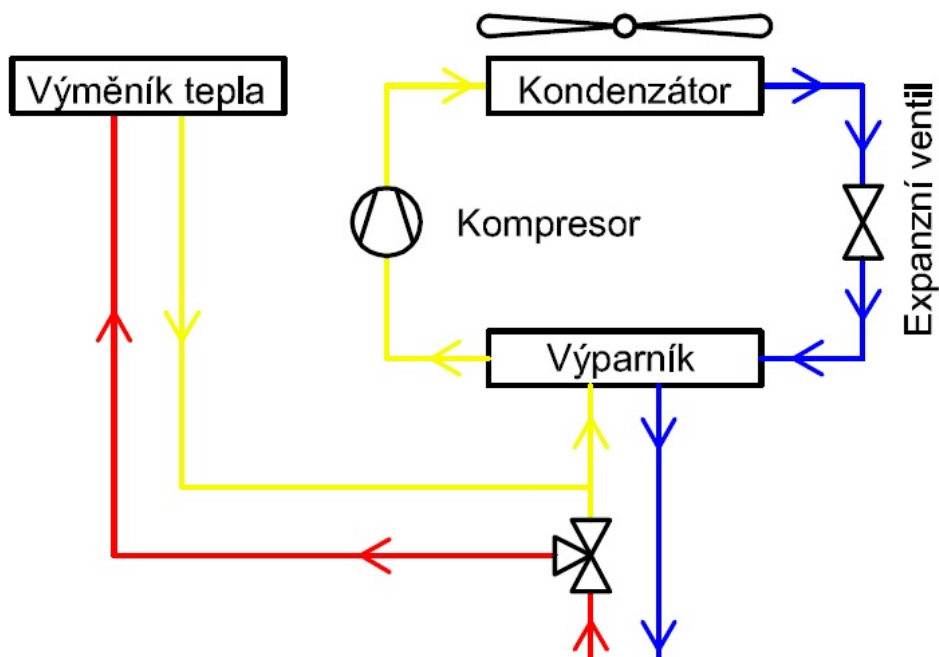 Výměník tepla
Kondenzátor
Expanzní ventil
Kompresor
Výparník